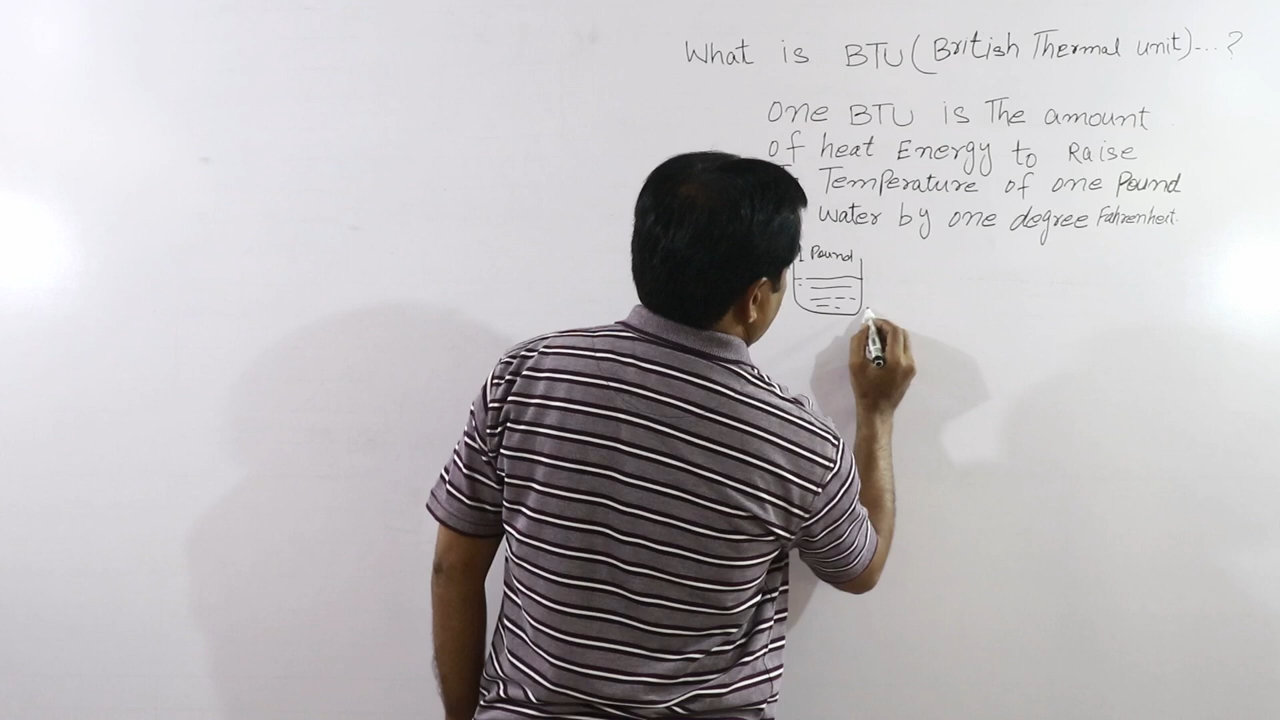 What is BTU (British Thermal unit)-...?
One BTU is The amount
of heat Energy to Raise
Temperature of one Pound
water by one degree Fahrenheit.
1 Pound